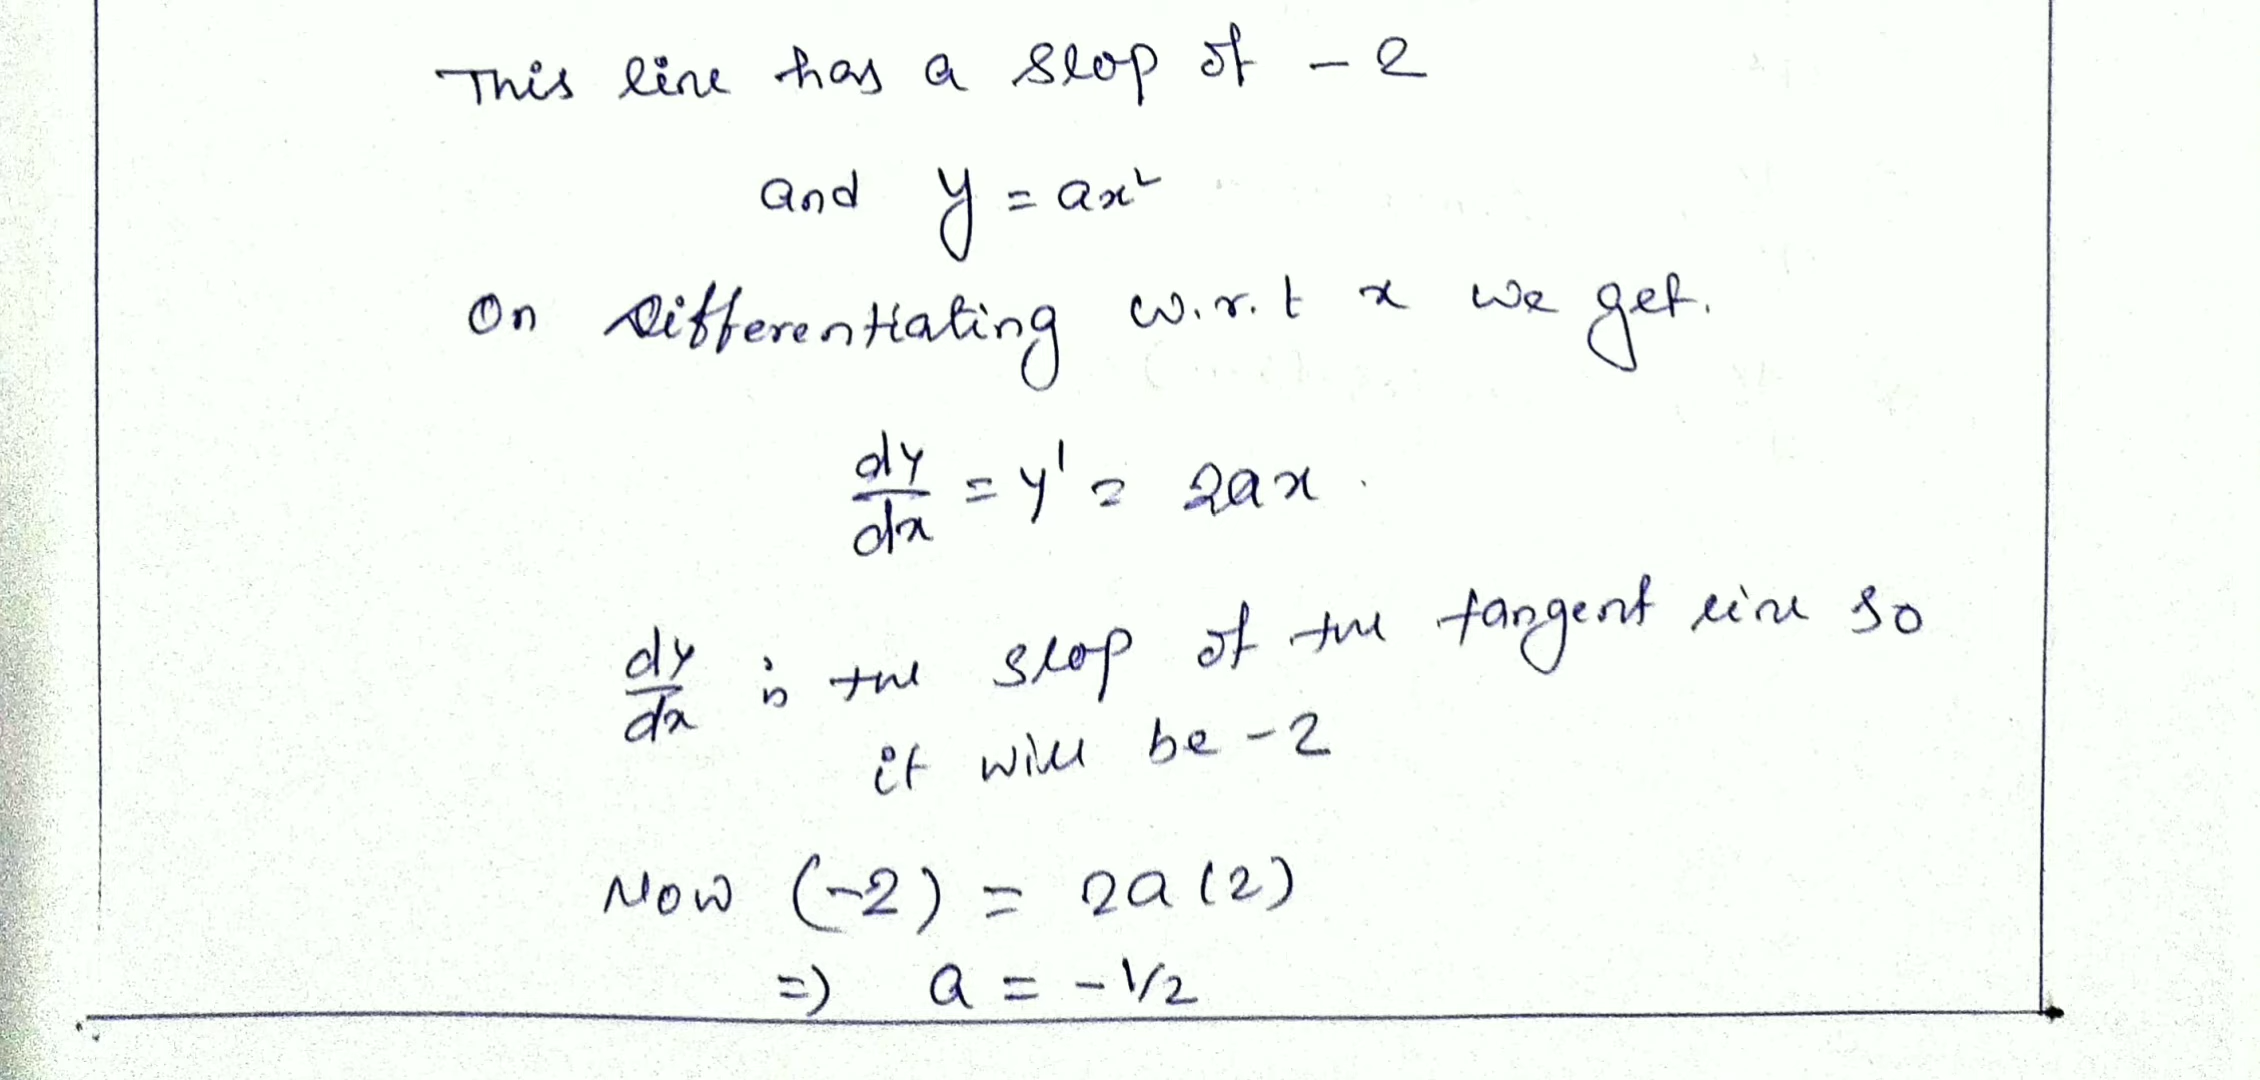 This line has a slop of - 2
and y = ax²
On Differentiating w.r.t x we get.
dy/dx = y' = 2ax.
dy/dx is the slop of the tangent line so
it will be -2
Now (-2) = 2a(2)
=) a = -1/2